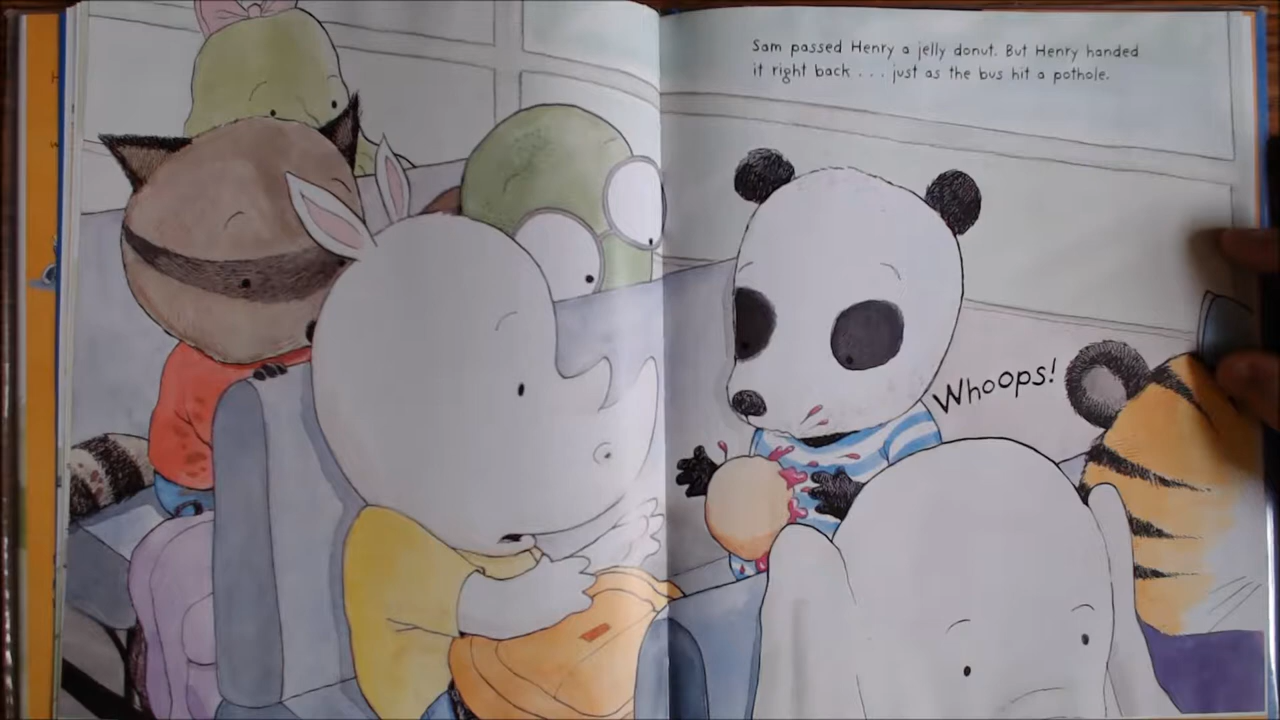 Sam passed Henry a jelly donut. But Henry handed
it right back . . . just as the bus hit a pothole.
Whoops!